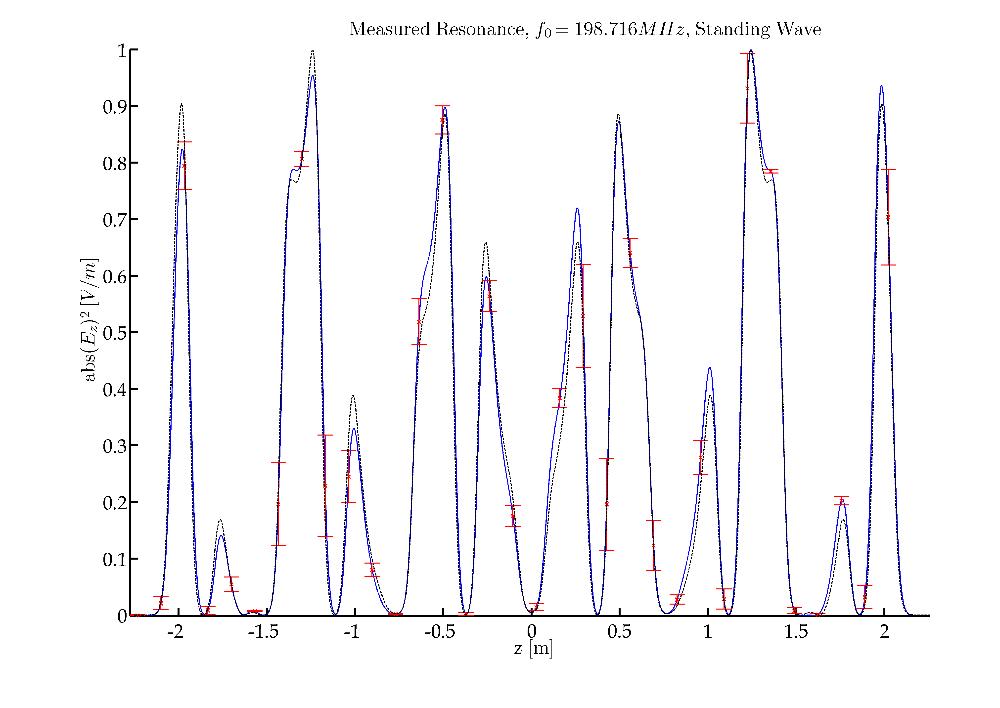 Measured Resonance, f₀ = 198.716MHz, Standing Wave
1
0.9
0.8
0.7
0.6
0.5
0.4
0.3
0.2
0.1
0
abs(E_z)² [V/m]
-2 -1.5 -1 -0.5 0 0.5 1 1.5 2
z [m]